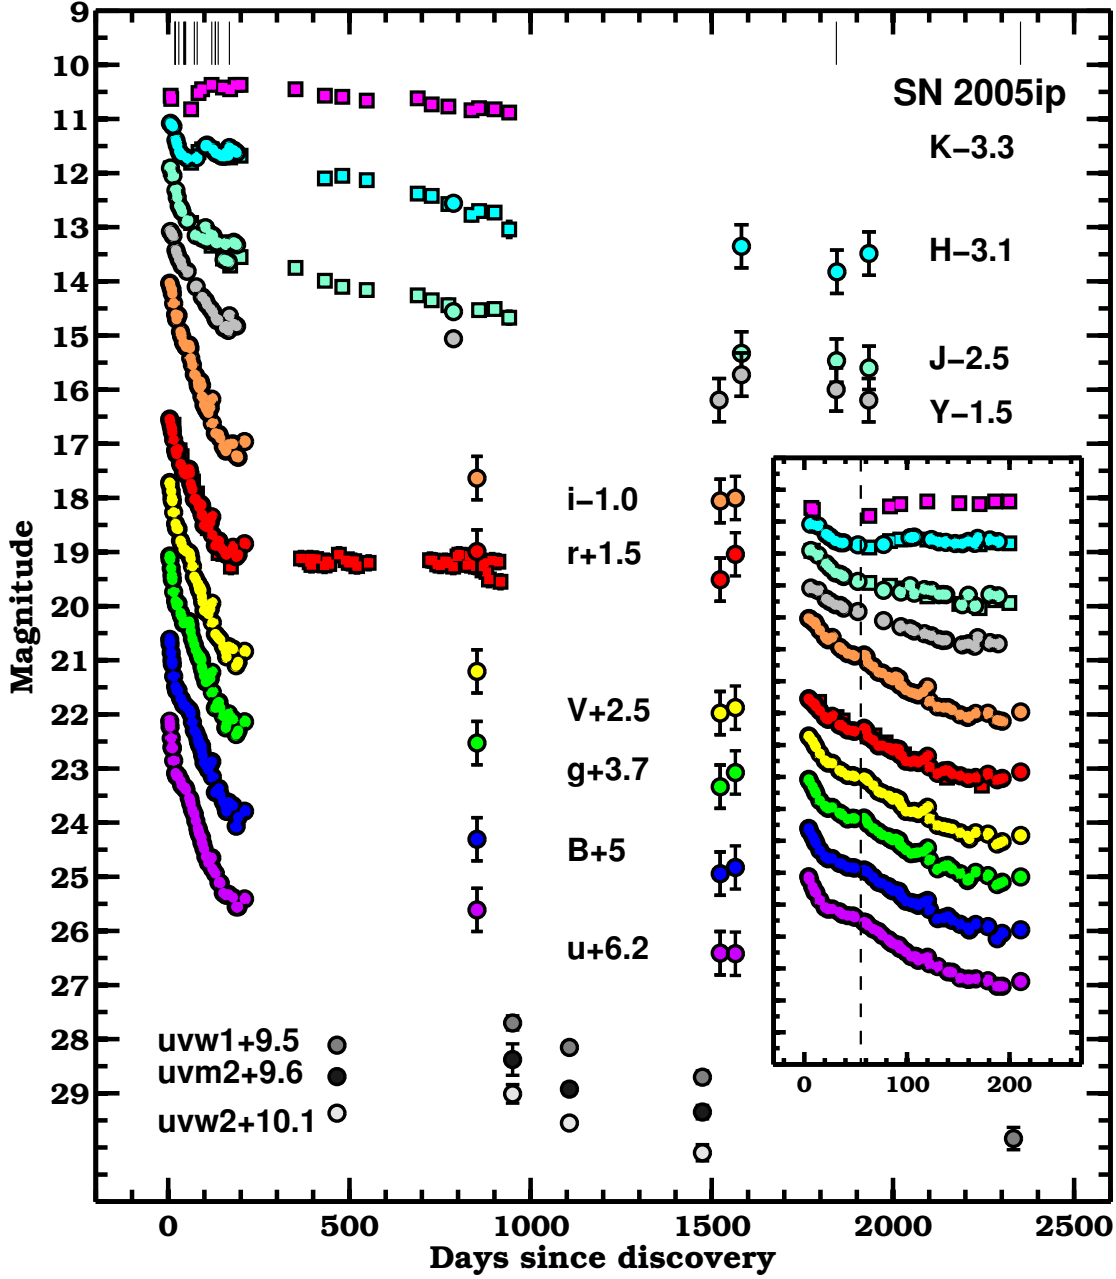 9
10
11
12
13
14
15
16
17
18
19
20
21
22
23
24
25
26
27
28
29
Magnitude
SN 2005ip
K−3.3
H−3.1
J−2.5
Y−1.5
i−1.0
r+1.5
V+2.5
g+3.7
B+5
u+6.2
uvw1+9.5
uvm2+9.6
uvw2+10.1
0 100 200
0 500 1000 1500 2000 2500
Days since discovery